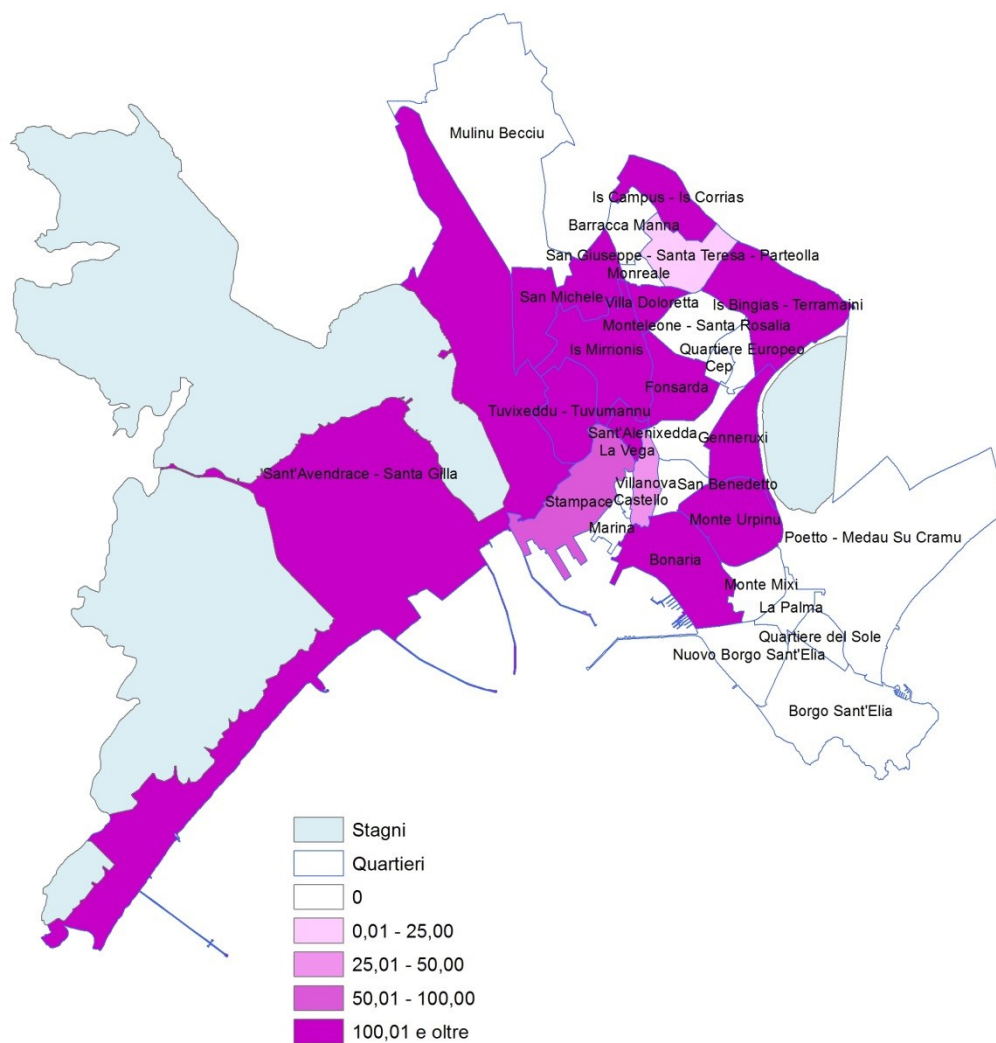 Mulinu Becciu
Is Campus - Is Corrias
Barracca Manna
San Giuseppe - Santa Teresa - Parteolla
Monreale
San Michele
Villa Doloretta
Is Bingias - Terramaini
Monteleone - Santa Rosalia
Is Mirrionis
Quartiere Europeo
Cep
Fonsarda
Tuvixeddu - Tuvumannu
Sant'Alenixedda
Genneruxi
La Vega
Sant'Avendrace - Santa Gilla
Villanova
San Benedetto
Stampace
Castello
Marina
Monte Urpinu
Poetto - Medau Su Cramu
Bonaria
Monte Mixi
La Palma
Quartiere del Sole
Nuovo Borgo Sant'Elia
Borgo Sant'Elia
Stagni
Quartieri
0
0,01 - 25,00
25,01 - 50,00
50,01 - 100,00
100,01 e oltre